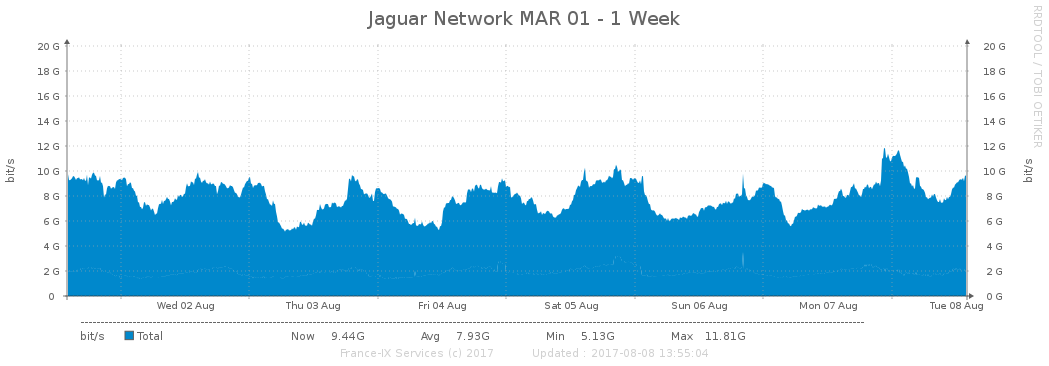 Jaguar Network MAR 01 - 1 Week
RRDTOOL / TOBI OETIKER
bit/s
20 G 20 G
18 G 18 G
16 G 16 G
14 G 14 G
12 G 12 G
10 G 10 G
8 G 8 G
6 G 6 G
4 G 4 G
2 G 2 G
0 0 G
bit/s
Wed 02 Aug Thu 03 Aug Fri 04 Aug Sat 05 Aug Sun 06 Aug Mon 07 Aug Tue 08 Aug
bit/s Total Now 9.44G Avg 7.93G Min 5.13G Max 11.81G
France-IX Services (c) 2017 Updated : 2017-08-08 13:55:04